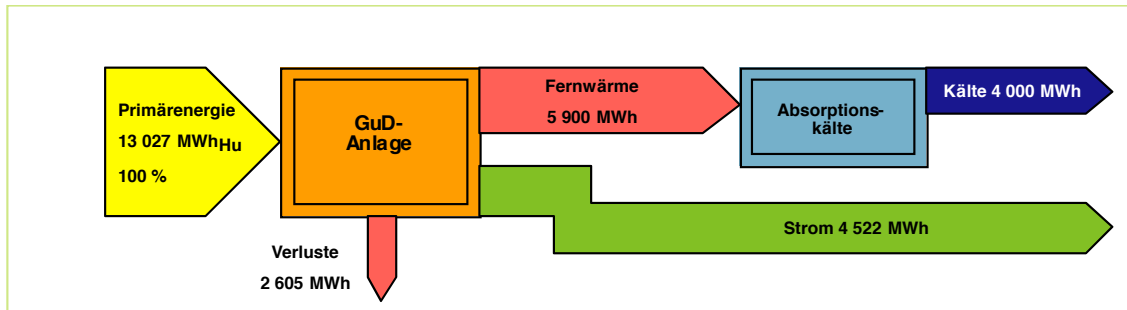 Primärenergie
13 027 MWhHu
100 %
GuD-
Anlage
Verluste
2 605 MWh
Fernwärme
5 900 MWh
Absorptions-
kälte
Kälte 4 000 MWh
Strom 4 522 MWh